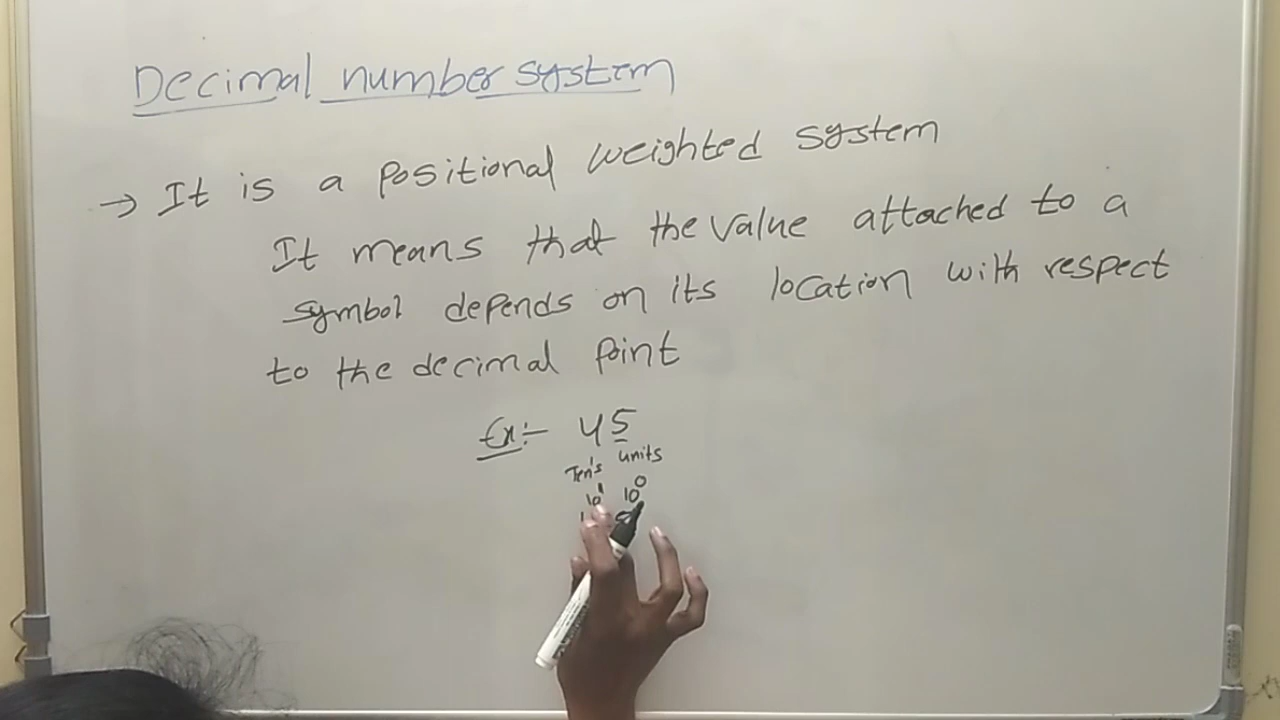 Decimal number system
→ It is a positional weighted system
It means that the value attached to a
symbol depends on its location with respect
to the decimal point
Ex:- 45
Ten's units
10¹ 10⁰